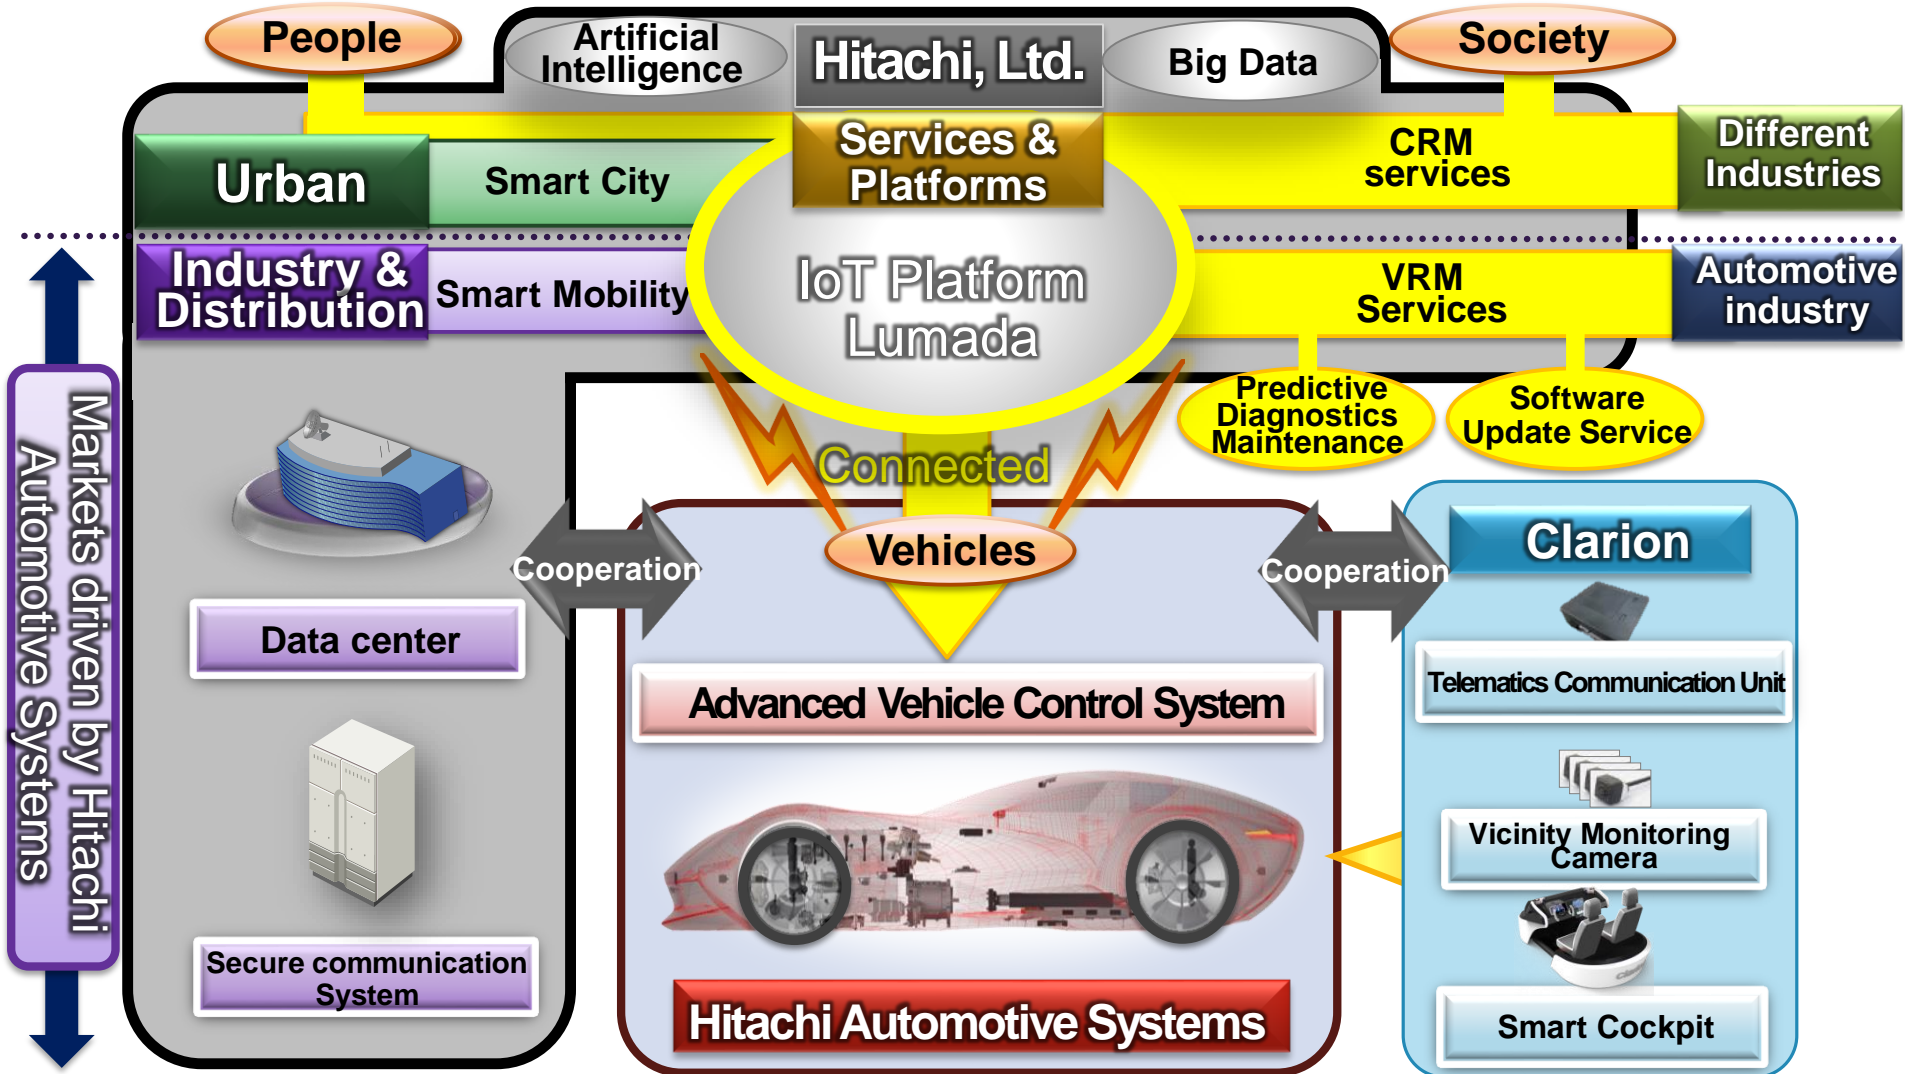 People
Artificial
Intelligence
Hitachi, Ltd.
Big Data
Society
Urban
Smart City
Services &
Platforms
CRM
services
Different
Industries
Industry &
Distribution
Smart Mobility
IoT Platform
Lumada
VRM
Services
Automotive
industry
Predictive
Diagnostics
Maintenance
Software
Update Service
Markets driven by Hitachi
Automotive Systems
Connected
Cooperation
Vehicles
Cooperation
Clarion
Data center
Advanced Vehicle Control System
Telematics Communication Unit
Vicinity Monitoring
Camera
Secure communication
System
Hitachi Automotive Systems
Clarion
Smart Cockpit